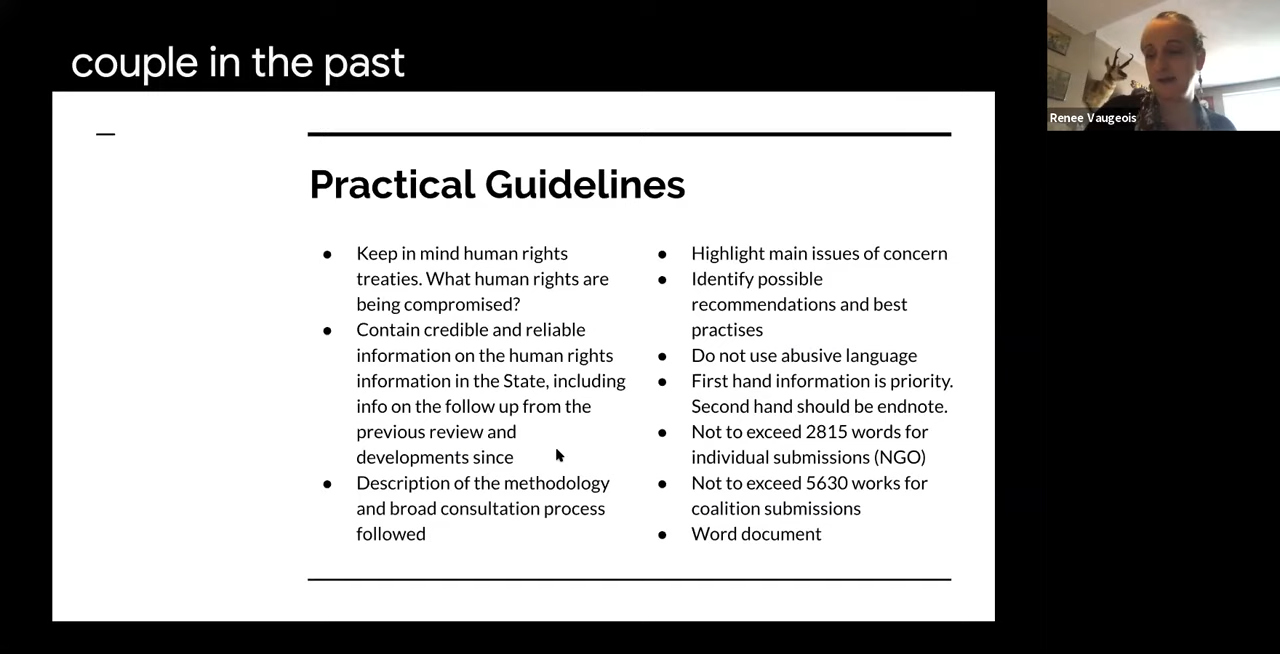 couple in the past
Renee Vaugeois
Practical Guidelines
Keep in mind human rights
treaties. What human rights are
being compromised?
Contain credible and reliable
information on the human rights
information in the State, including
info on the follow up from the
previous review and
developments since
Description of the methodology
and broad consultation process
followed
Highlight main issues of concern
Identify possible
recommendations and best
practises
Do not use abusive language
First hand information is priority.
Second hand should be endnote.
Not to exceed 2815 words for
individual submissions (NGO)
Not to exceed 5630 works for
coalition submissions
Word document